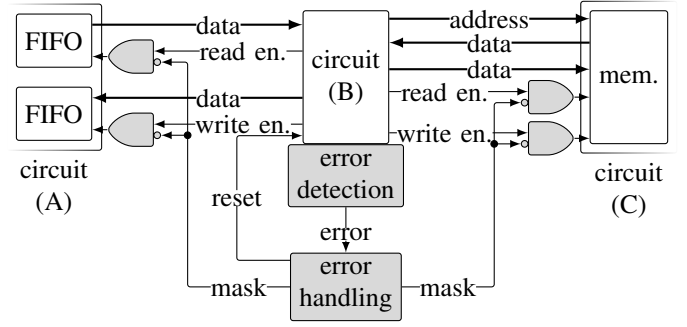 FIFO
data
read en.
FIFO
data
write en.
circuit
(A)
circuit
(B)
address
data
data
read en.
write en.
mem.
circuit
(C)
error
detection
reset
error
error
handling
mask
mask